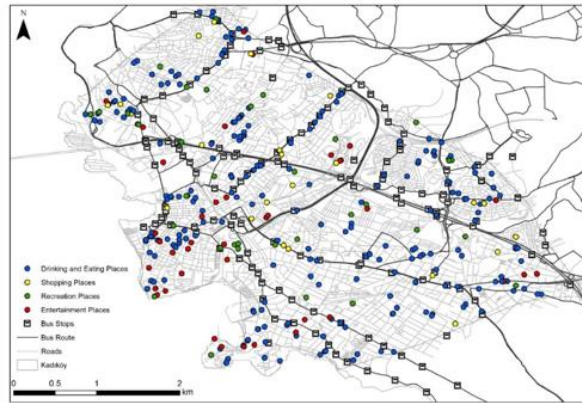 N
Drinking and Eating Places
Shopping Places
Recreation Places
Entertainment Places
Bus Stops
Bus Route
Roads
Kadıköy
0 0.5 1 2
km